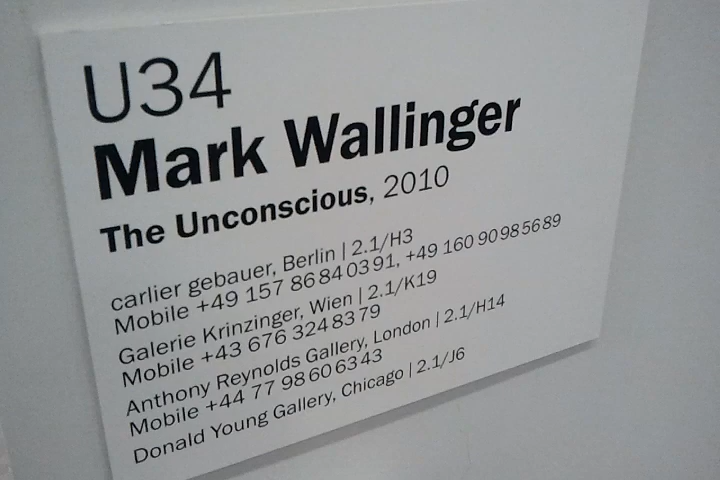 U34
Mark Wallinger
The Unconscious, 2010
carlier gebauer, Berlin | 2.1/H3
Mobile +49 157 86 84 03 91, +49 160 90 98 56 89
Galerie Krinzinger, Wien | 2.1/K19
Mobile +43 676 324 83 79
Anthony Reynolds Gallery, London | 2.1/H14
Mobile +44 77 98 60 63 43
Donald Young Gallery, Chicago | 2.1/J6